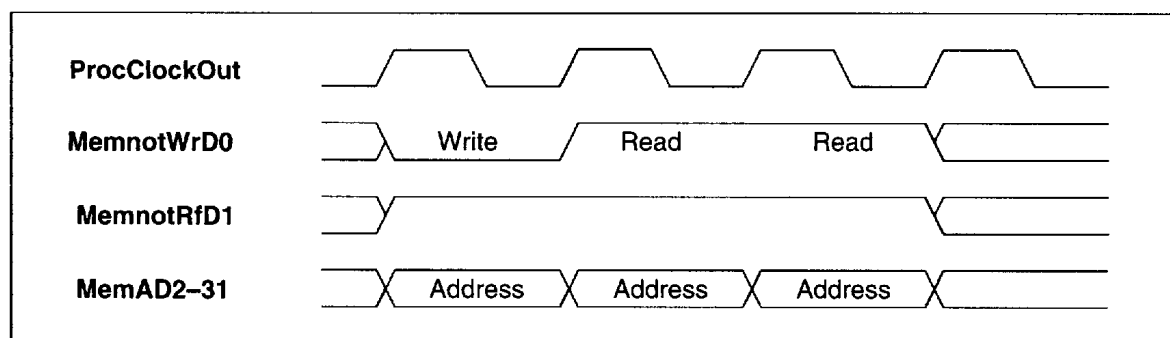 ProcClockOut
MemnotWrD0 Write Read Read
MemnotRfD1
MemAD2–31 Address Address Address